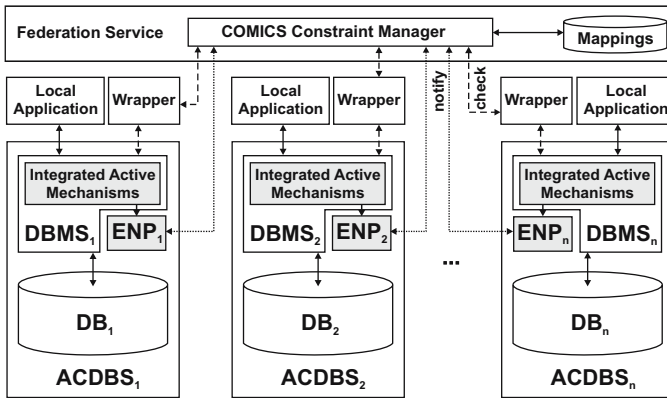 Federation Service
COMICS Constraint Manager
Mappings
notify
check
Local
Application
Wrapper
Integrated Active
Mechanisms
DBMS₁
ENP₁
DB₁
ACDBS₁
Local
Application
Wrapper
Integrated Active
Mechanisms
DBMS₂
ENP₂
DB₂
ACDBS₂
...
Wrapper
Local
Application
Integrated Active
Mechanisms
ENPₙ
DBMSₙ
DBₙ
ACDBSₙ